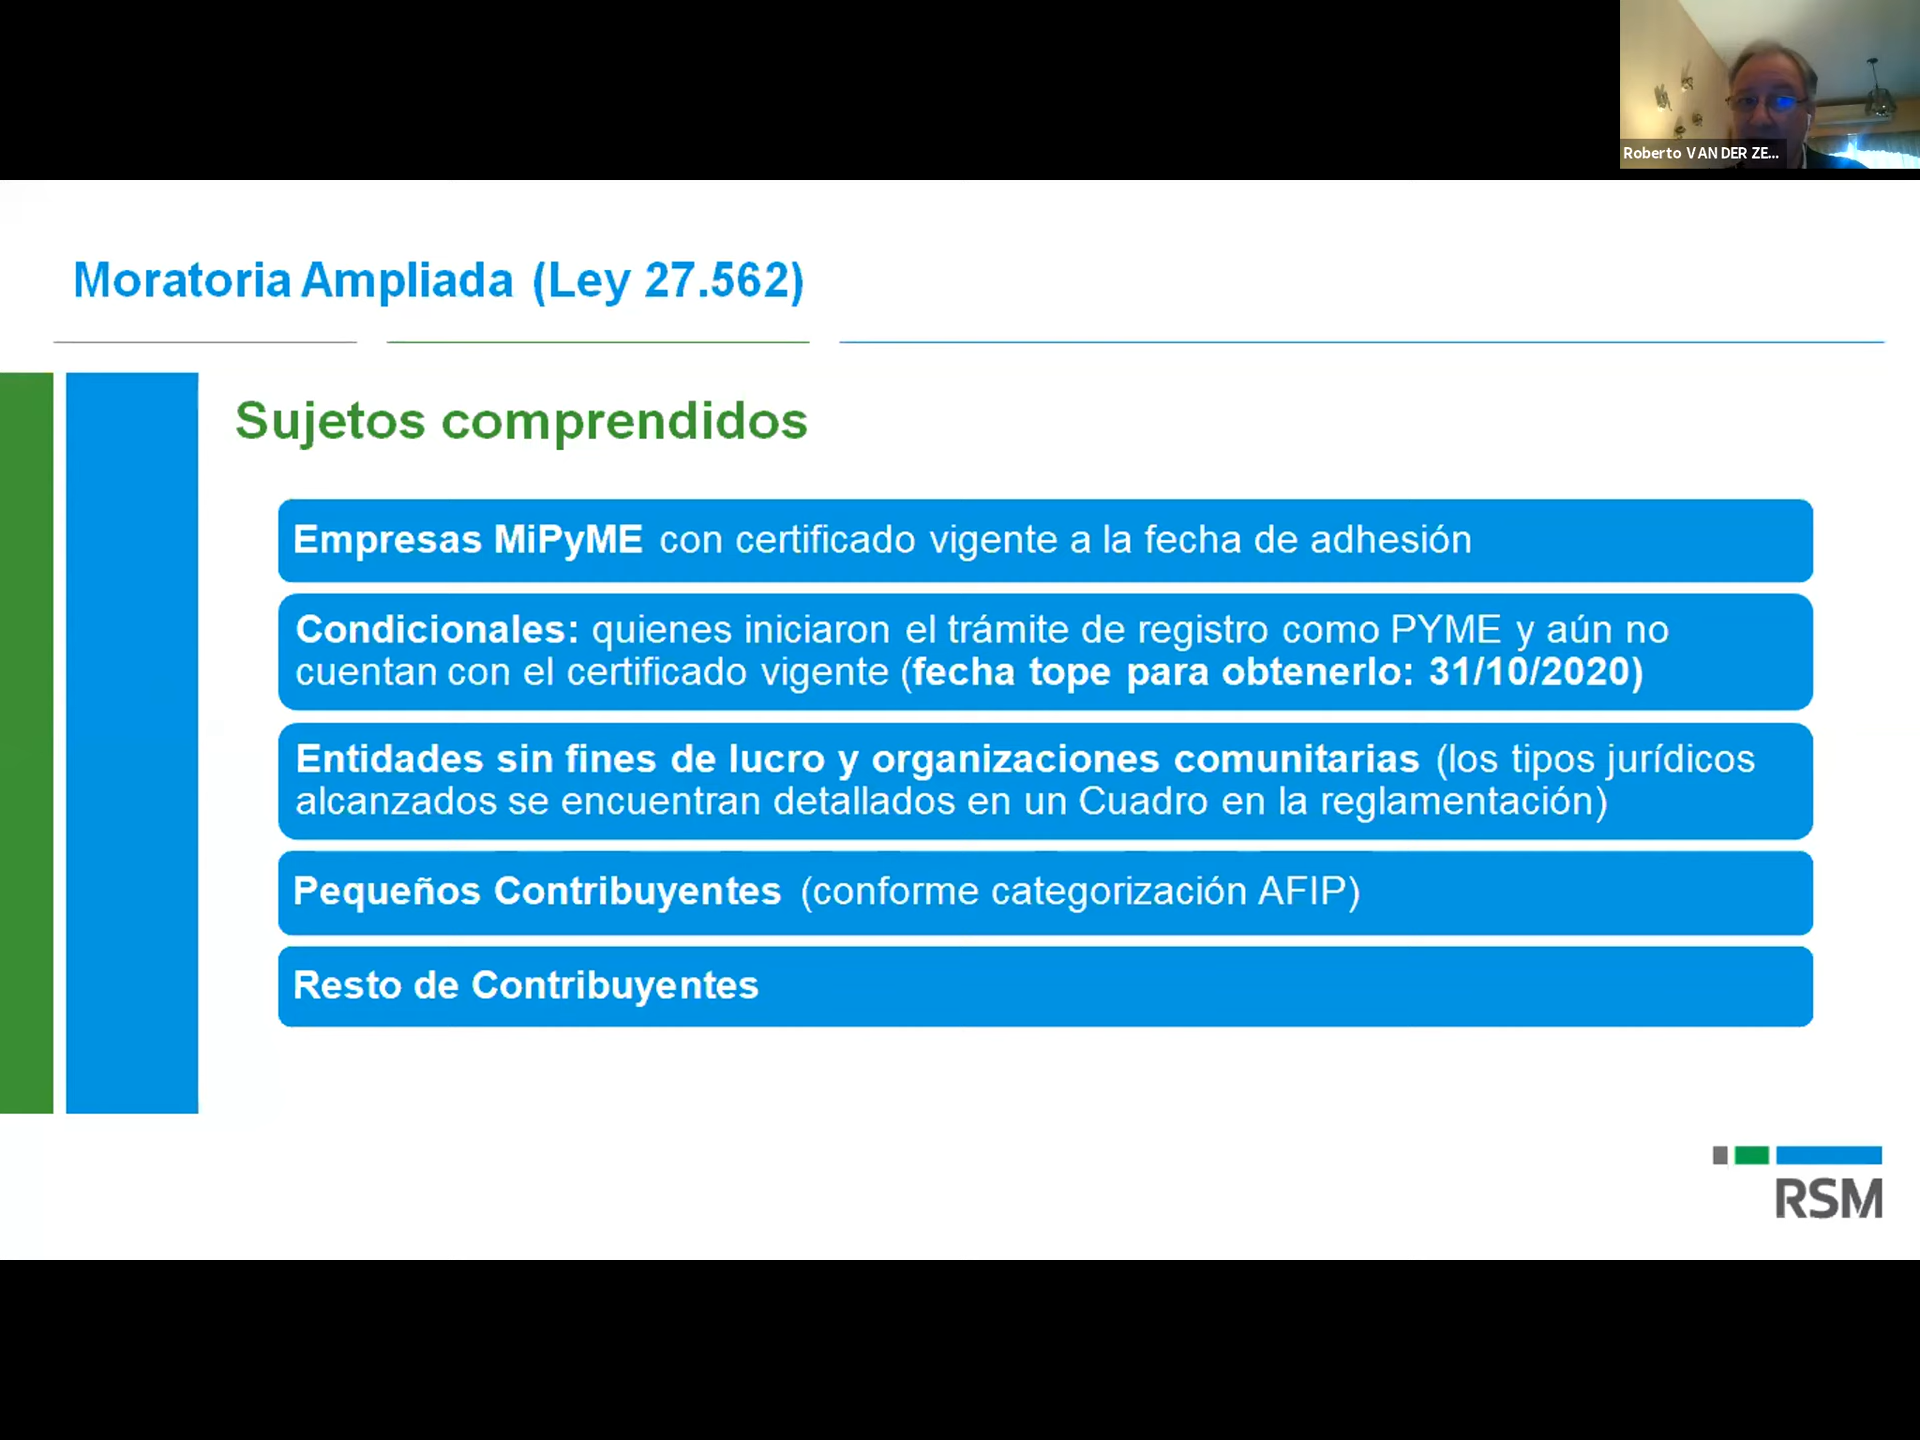 Roberto VAN DER ZE...
Moratoria Ampliada (Ley 27.562)
Sujetos comprendidos
Empresas MiPyME con certificado vigente a la fecha de adhesión
Condicionales: quienes iniciaron el trámite de registro como PYME y aún no
cuentan con el certificado vigente (fecha tope para obtenerlo: 31/10/2020)
Entidades sin fines de lucro y organizaciones comunitarias (los tipos jurídicos
alcanzados se encuentran detallados en un Cuadro en la reglamentación)
Pequeños Contribuyentes (conforme categorización AFIP)
Resto de Contribuyentes
RSM